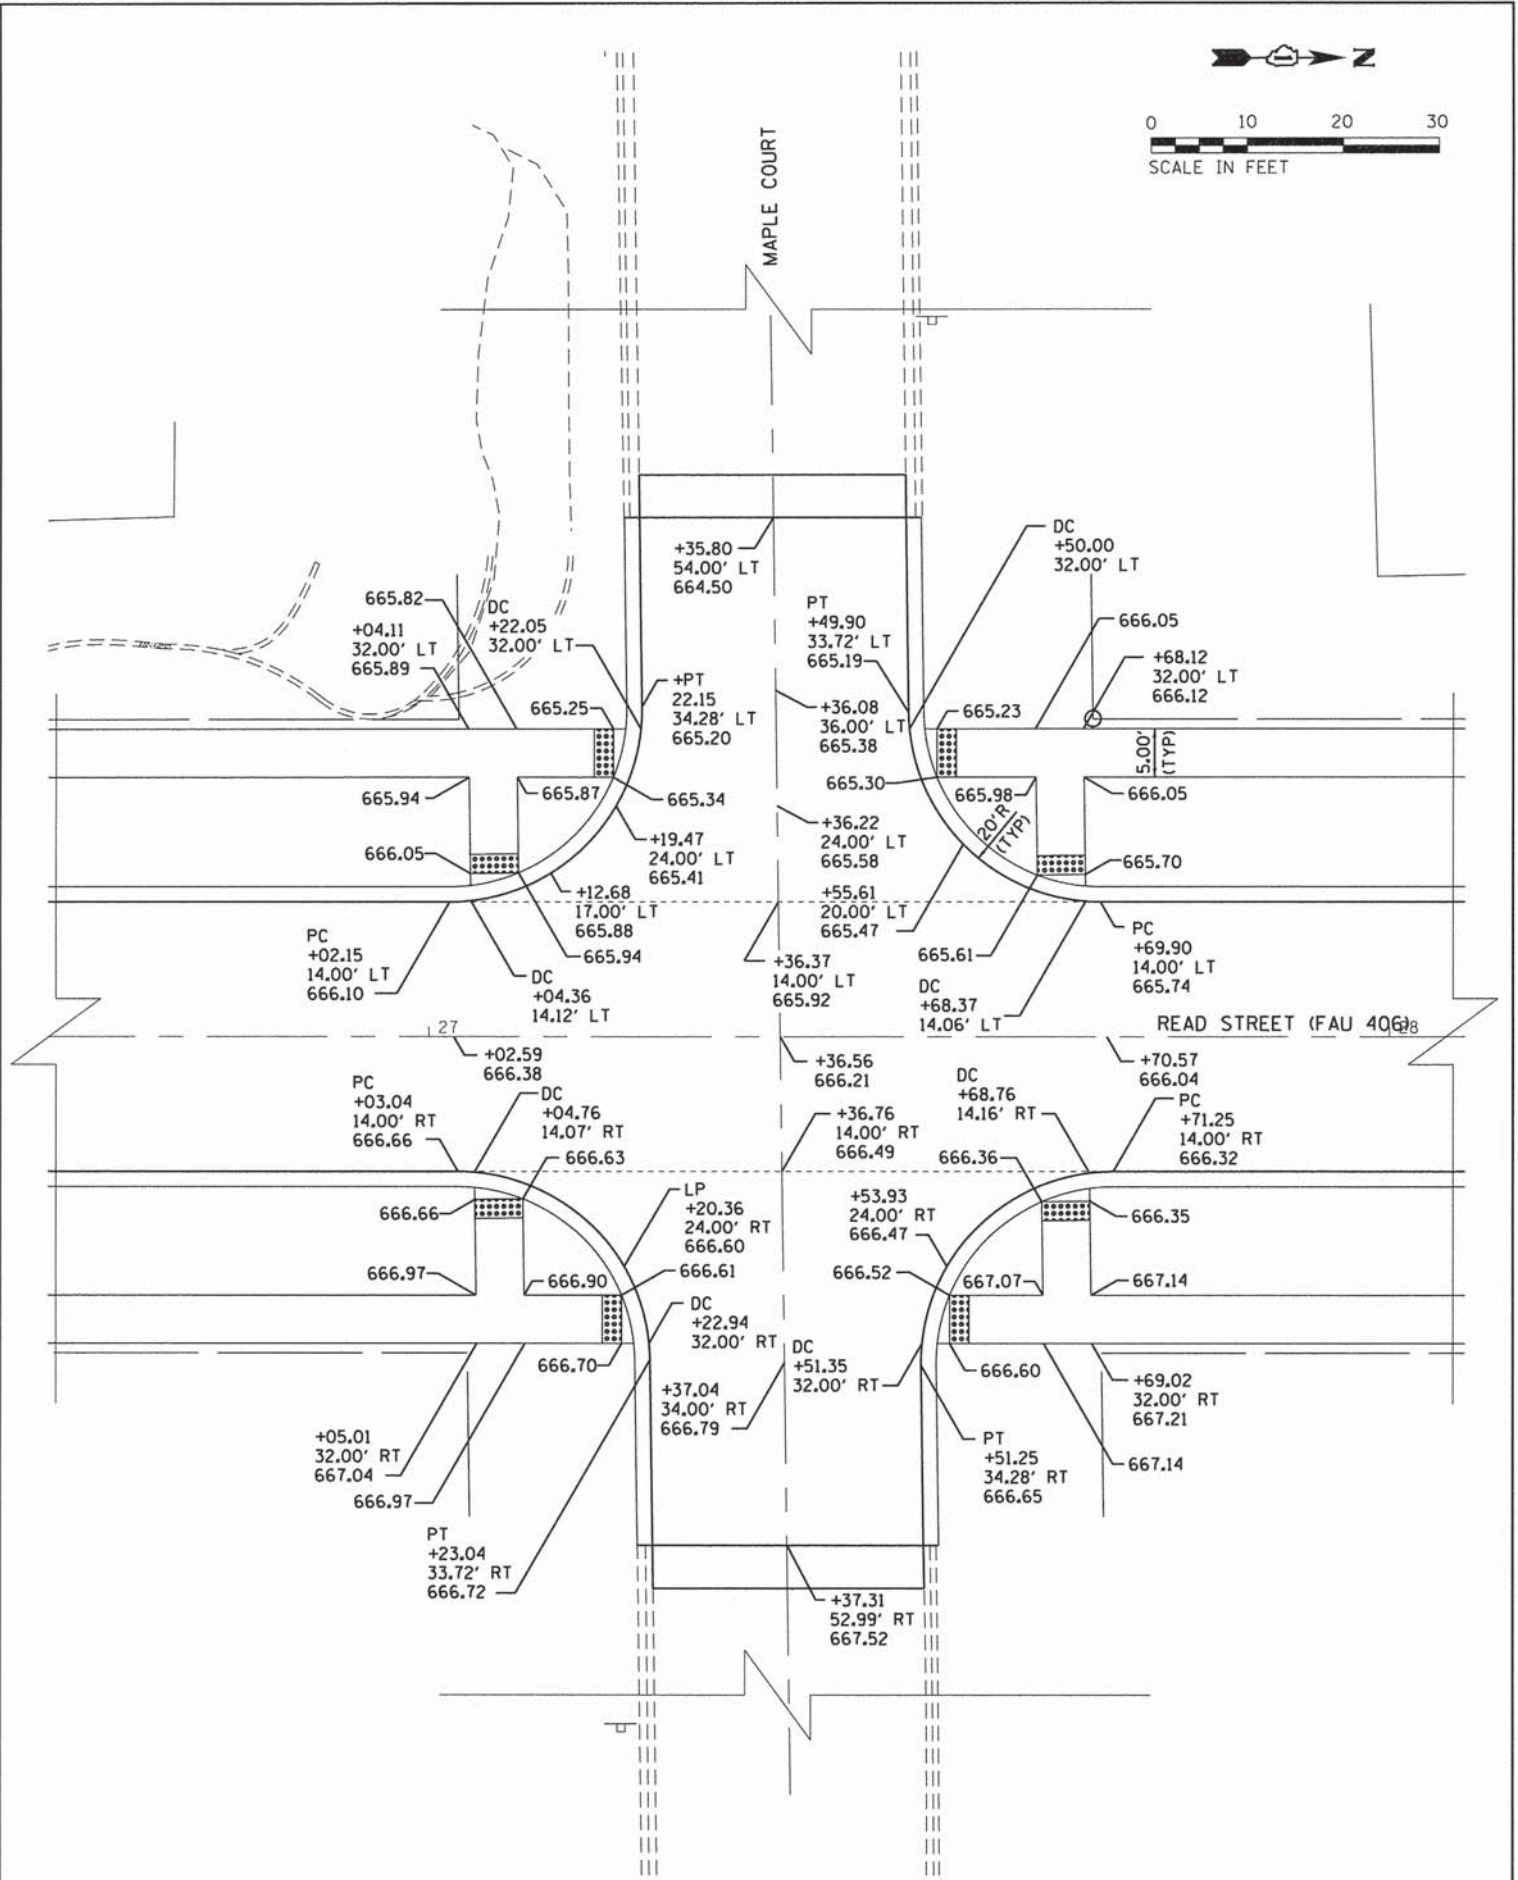 N
0 10 20 30
SCALE IN FEET
MAPLE COURT
+35.80
54.00' LT
664.50
DC
+50.00
32.00' LT
665.82
DC
+22.05
32.00' LT
+04.11
32.00' LT
665.89
PT
+49.90
33.72' LT
665.19
666.05
+68.12
32.00' LT
666.12
+PT
22.15
34.28' LT
665.20
665.25
+36.08
36.00' LT
665.38
665.23
5.00'
(TYP)
665.94
665.87
665.34
665.30
665.98
666.05
+19.47
24.00' LT
665.41
+36.22
24.00' LT
665.58
20'R
(TYP)
666.05
665.70
+12.68
17.00' LT
665.88
+55.61
20.00' LT
665.47
PC
+02.15
14.00' LT
666.10
665.94
665.61
PC
+69.90
14.00' LT
665.74
DC
+04.36
14.12' LT
+36.37
14.00' LT
665.92
DC
+68.37
14.06' LT
27
READ STREET (FAU 406)
28
+02.59
666.38
+36.56
666.21
+70.57
666.04
PC
+03.04
14.00' RT
666.66
DC
+04.76
14.07' RT
DC
+68.76
14.16' RT
PC
+71.25
14.00' RT
666.32
+36.76
14.00' RT
666.49
666.63
666.36
LP
+20.36
24.00' RT
666.60
+53.93
24.00' RT
666.47
666.66
666.35
666.97
666.90
666.61
666.52
667.07
667.14
DC
+22.94
32.00' RT
DC
+51.35
32.00' RT
666.70
666.60
+37.04
34.00' RT
666.79
+69.02
32.00' RT
667.21
+05.01
32.00' RT
667.04
PT
+51.25
34.28' RT
666.65
667.14
666.97
PT
+23.04
33.72' RT
666.72
+37.31
52.99' RT
667.52